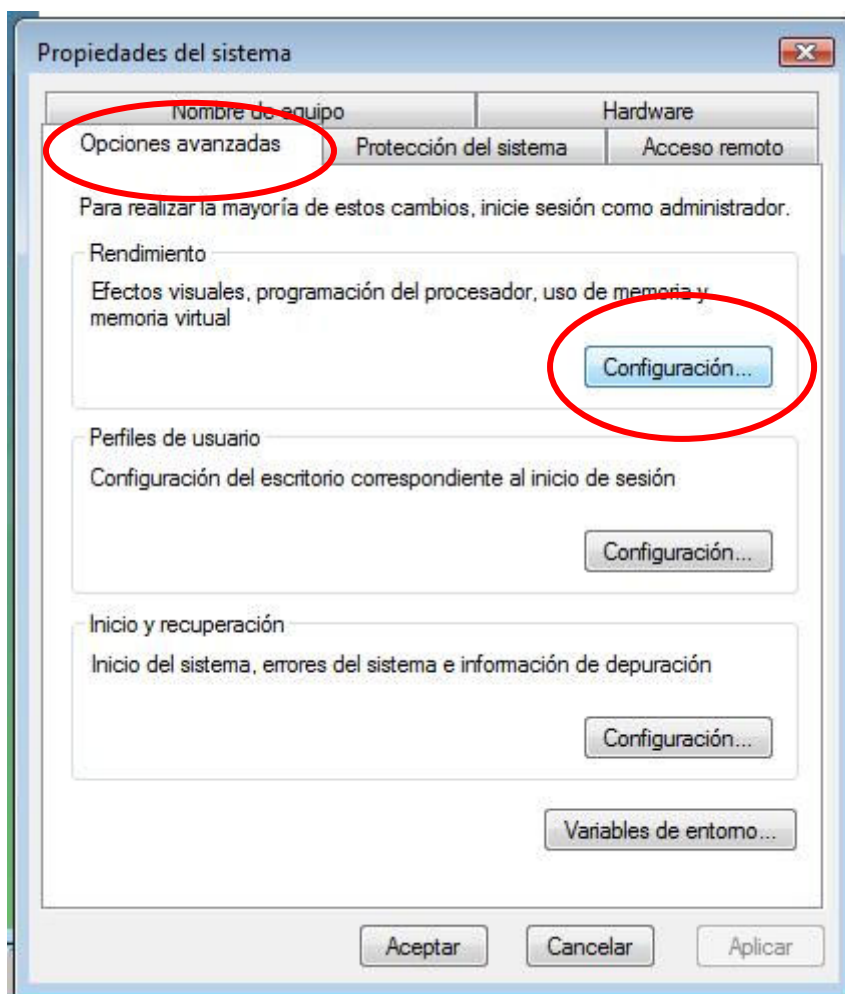 Propiedades del sistema
Nombre de equipo
Hardware
Opciones avanzadas
Protección del sistema
Acceso remoto
Para realizar la mayoría de estos cambios, inicie sesión como administrador.
Rendimiento
Efectos visuales, programación del procesador, uso de memoria y
memoria virtual
Configuración...
Perfiles de usuario
Configuración del escritorio correspondiente al inicio de sesión
Configuración...
Inicio y recuperación
Inicio del sistema, errores del sistema e información de depuración
Configuración...
Variables de entorno...
Aceptar
Cancelar
Aplicar